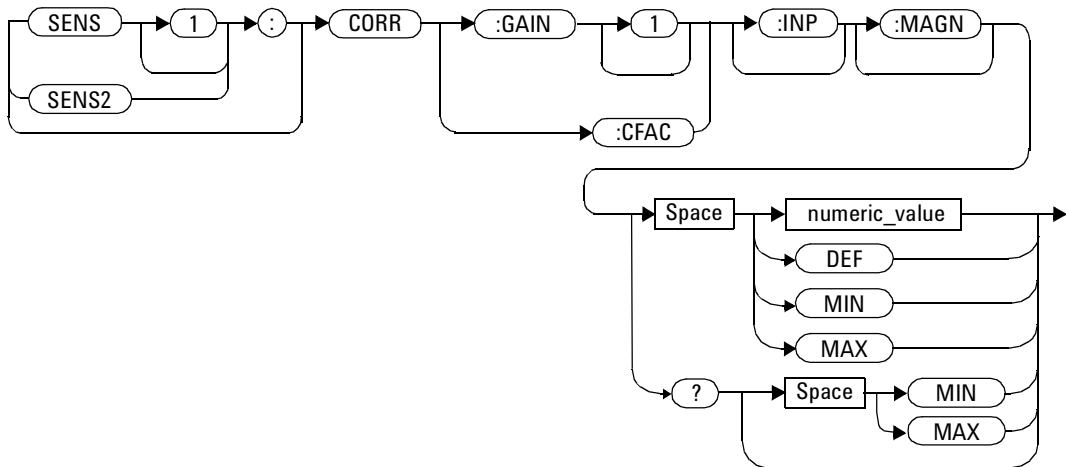 SENS 1 : CORR :GAIN 1 :INP :MAGN
SENS2
:CFAC
Space numeric_value
DEF
MIN
MAX
? Space MIN
MAX